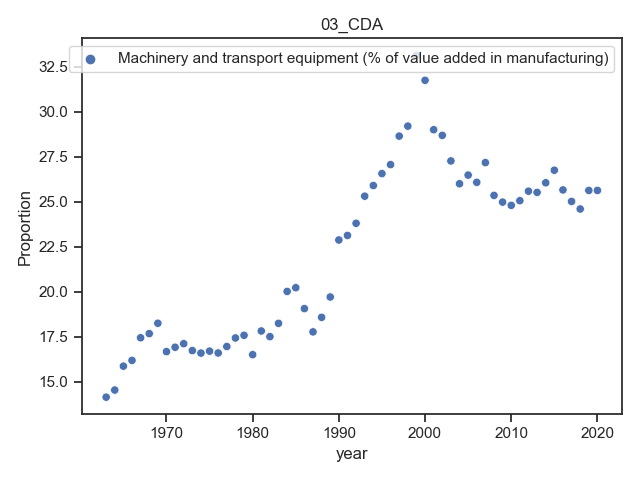 03_CDA
Machinery and transport equipment (% of value added in manufacturing)
32.5
30.0
27.5
25.0
22.5
20.0
17.5
15.0
Proportion
1970 1980 1990 2000 2010 2020
year